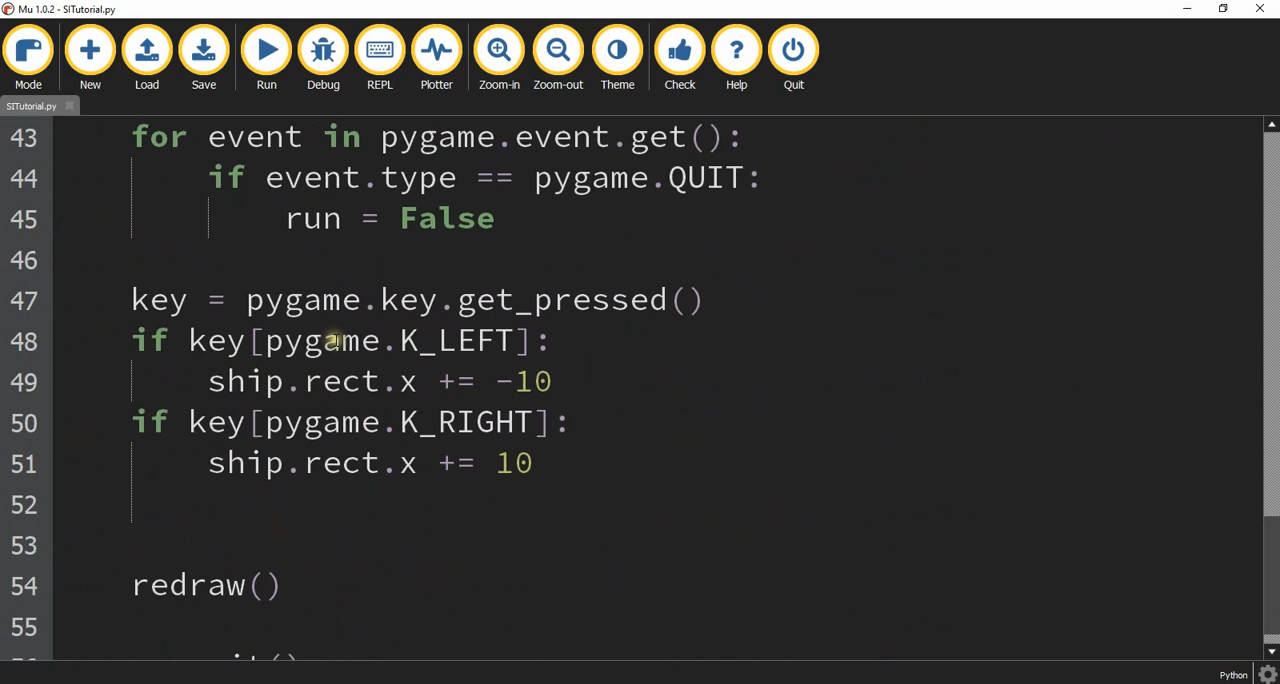 Mu 1.0.2 - SITutorial.py
Mode New Load Save Run Debug REPL Plotter Zoom-in Zoom-out Theme Check Help Quit
SITutorial.py
43 for event in pygame.event.get():
44 if event.type == pygame.QUIT:
45 run = False
46
47 key = pygame.key.get_pressed()
48 if key[pygame.K_LEFT]:
49 ship.rect.x += -10
50 if key[pygame.K_RIGHT]:
51 ship.rect.x += 10
52
53
54 redraw()
55
Python